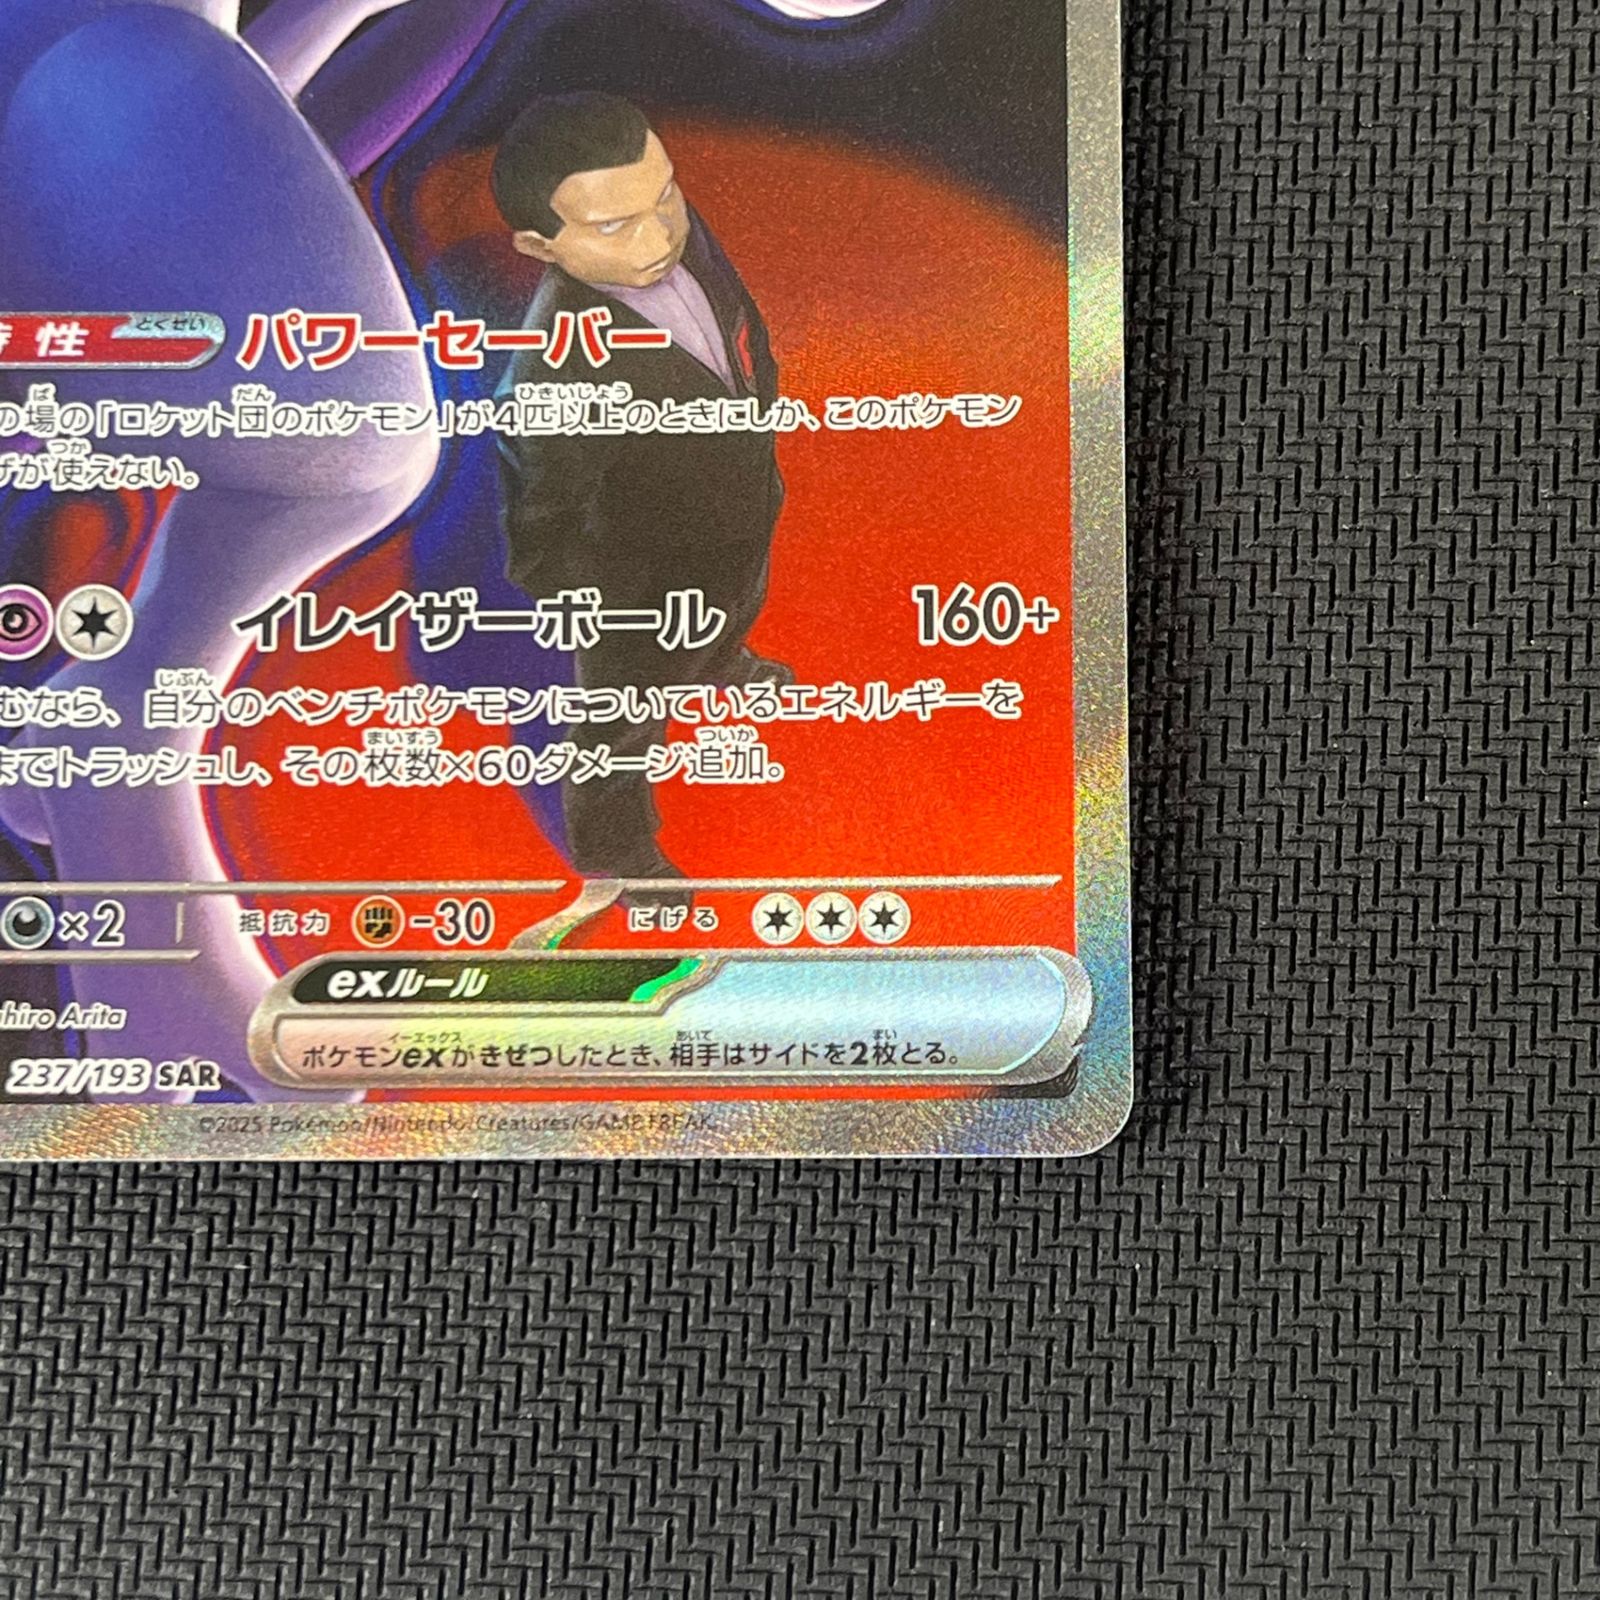 特性 とくせい パワーセーバー
の場の「ロケット団のポケモン」が4匹以上のときにしか、このポケモン
ザが使えない。
イレイザーボール 160+
むなら、自分のベンチポケモンについているエネルギーを
までトラッシュし、その枚数×60ダメージ追加。
×2 抵抗力 -30 にげる
exルール
ポケモンexがきぜつしたとき、相手はサイドを2枚とる。
hiro Arita
237/193 SAR
©2025 Pokémon/Nintendo/Creatures/GAME FREAK.